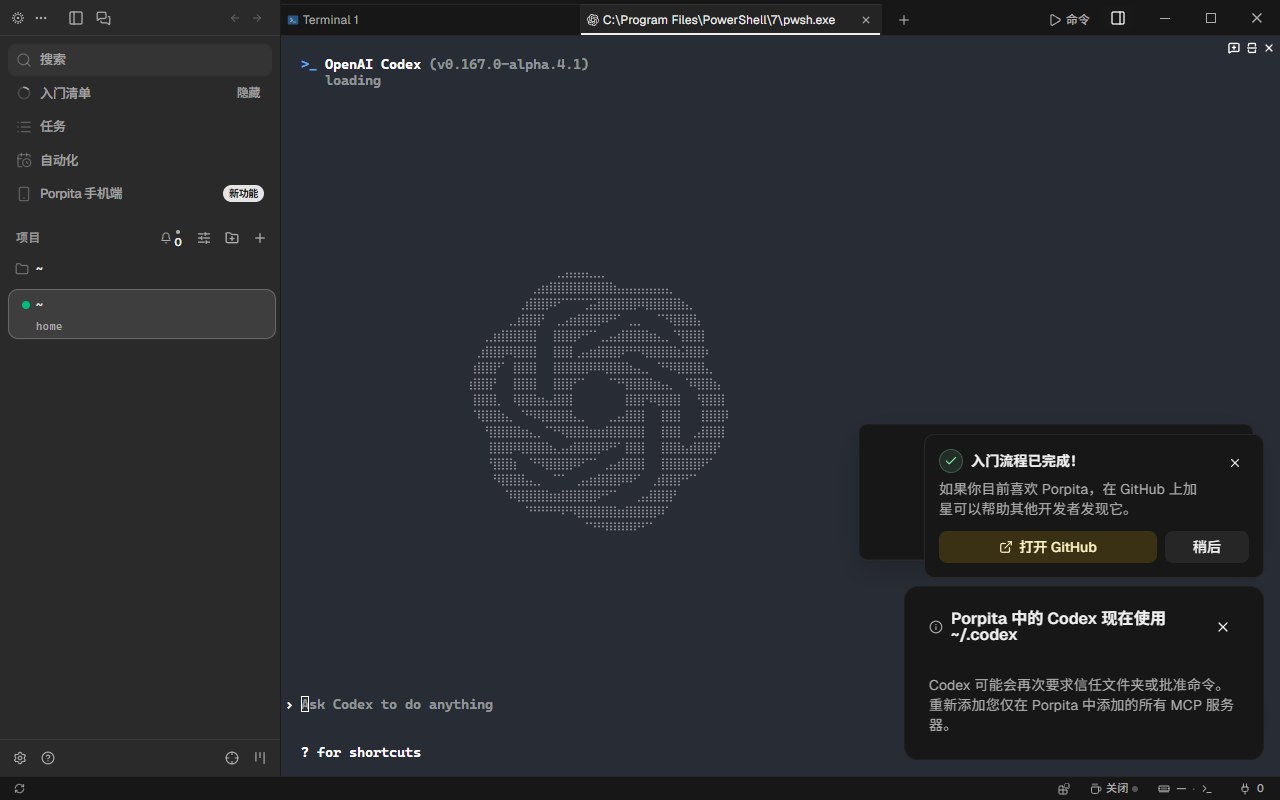 Terminal 1
C:\Program Files\PowerShell\7\pwsh.exe
命令
搜索
入门清单 隐藏
任务
自动化
Porpita 手机端 新功能
项目 0
~
~
home
>_ OpenAI Codex (v0.167.0-alpha.4.1)
loading
› Ask Codex to do anything
? for shortcuts
入门流程已完成!
如果你目前喜欢 Porpita，在 GitHub 上加
星可以帮助其他开发者发现它。
打开 GitHub 稍后
Porpita 中的 Codex 现在使用
~/.codex
Codex 可能会再次要求信任文件夹或批准命令。
重新添加您仅在 Porpita 中添加的所有 MCP 服务
器。
关闭 — · 0